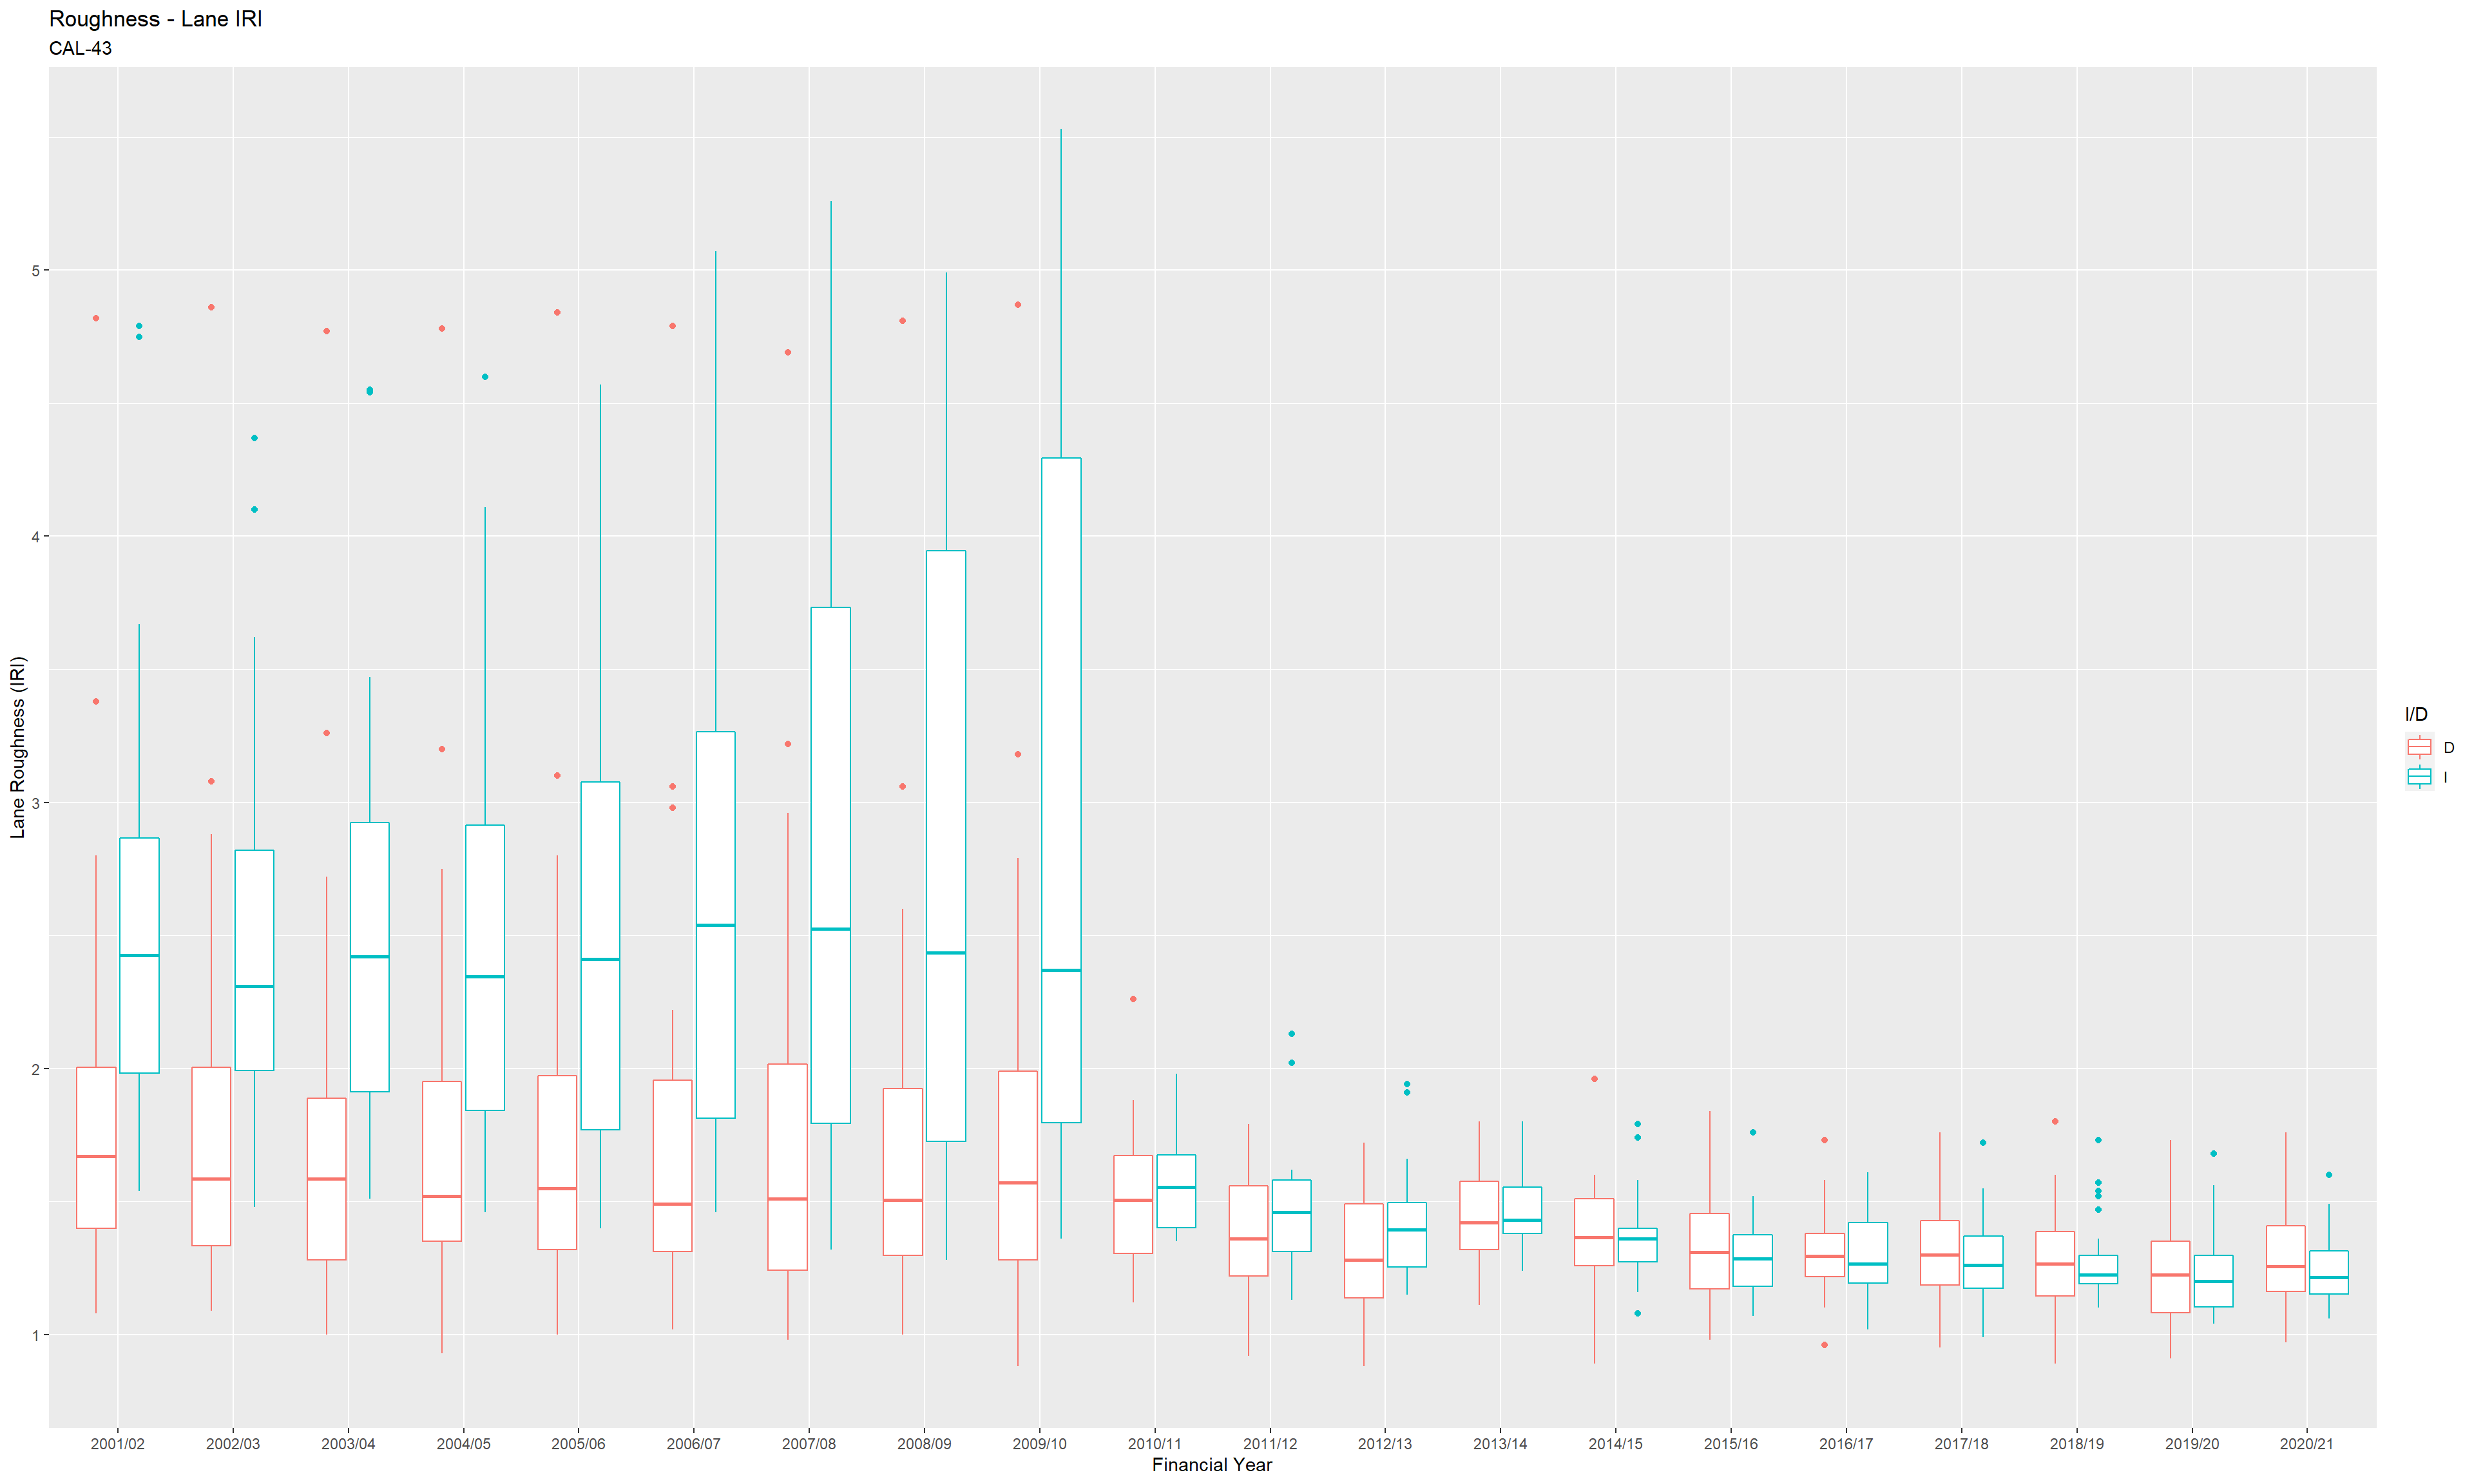 Roughness - Lane IRI
CAL-43
Lane Roughness (IRI)
5
4
3
2
1
2001/02 2002/03 2003/04 2004/05 2005/06 2006/07 2007/08 2008/09 2009/10 2010/11 2011/12 2012/13 2013/14 2014/15 2015/16 2016/17 2017/18 2018/19 2019/20 2020/21
Financial Year
I/D
D
I